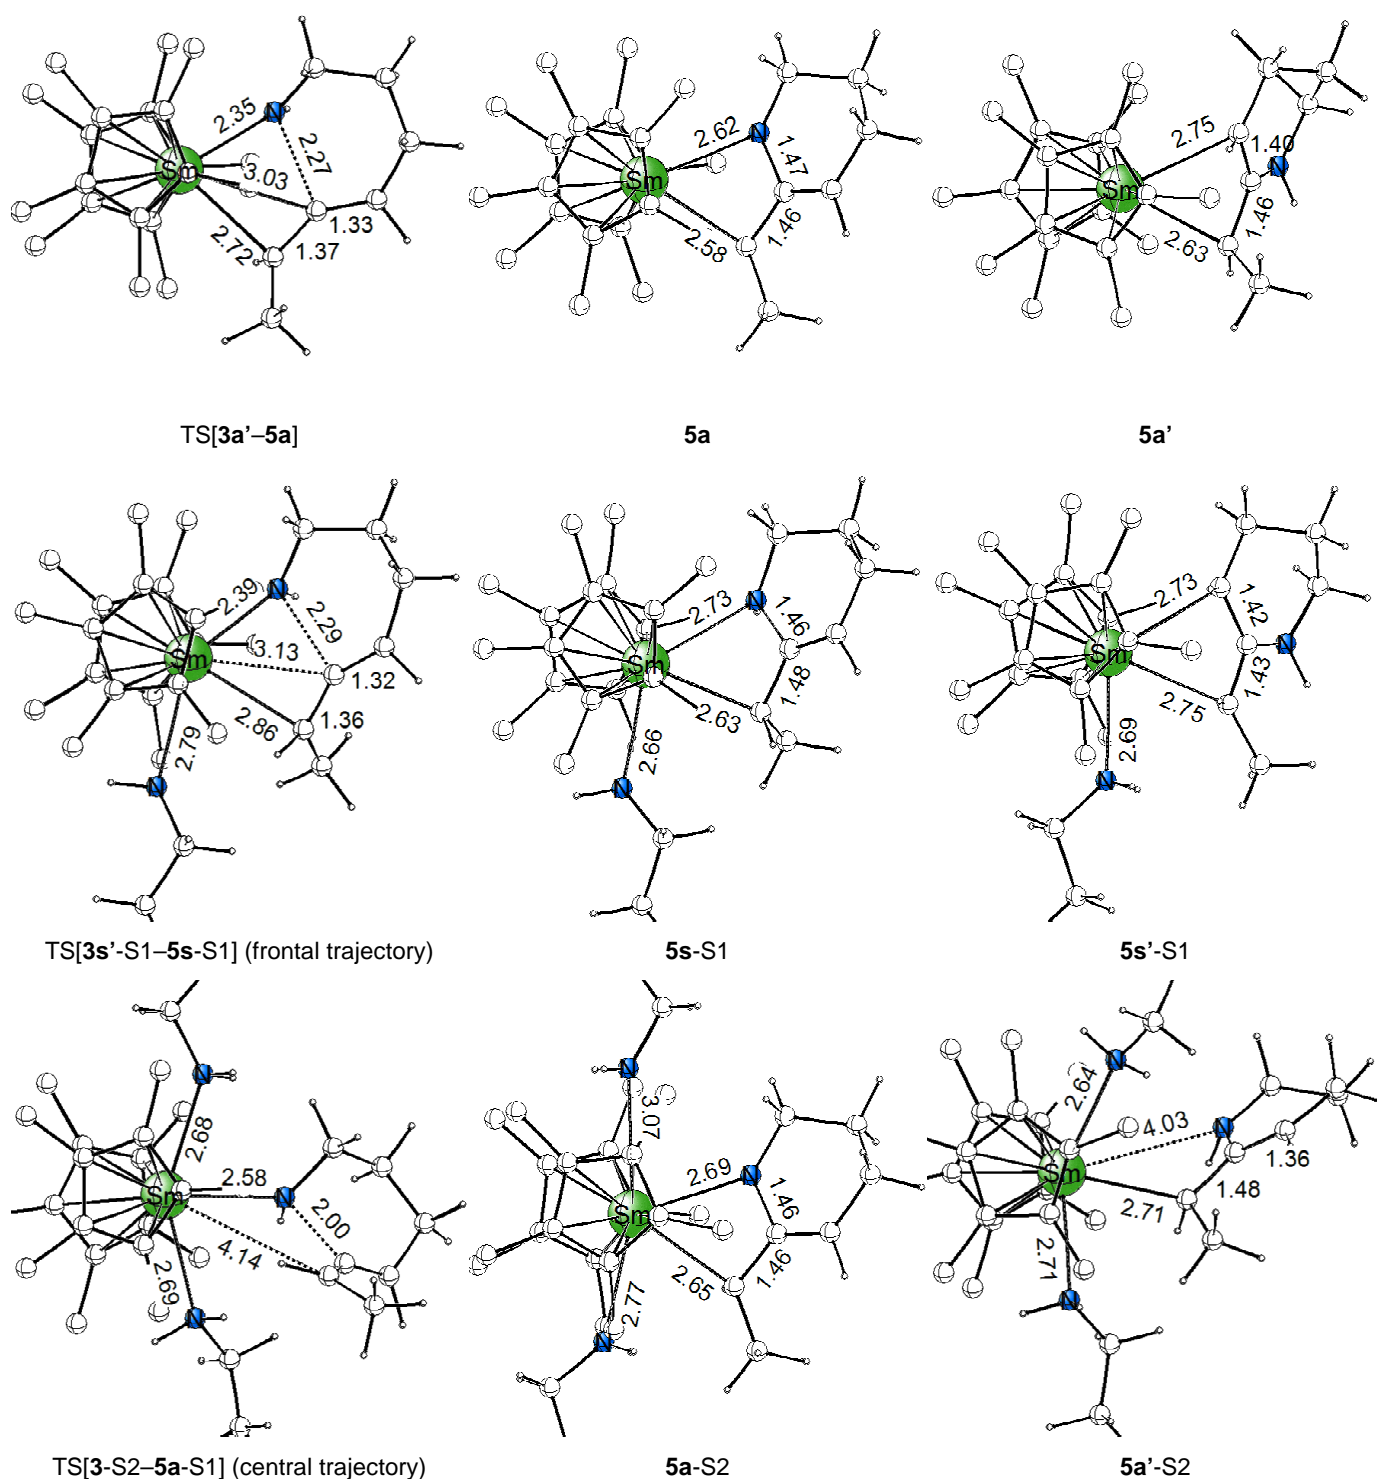 2.35
N
2.27
Sm
3.03
1.33
2.72
1.37
2.62
N
1.47
Sm
1.46
2.58
2.75
1.40
N
Sm
1.46
2.63
TS[3a'–5a]
5a
5a'
2.39
N
2.29
Sm
3.13
1.32
2.86
1.36
2.79
N
2.73
N
1.46
Sm
1.48
2.63
2.66
N
2.73
1.42
N
Sm
1.43
2.75
2.69
N
TS[3s'-S1–5s-S1] (frontal trajectory)
5s-S1
5s'-S1
N
2.68
2.58
Sm
N
2.00
4.14
2.69
N
N
3.07
2.69
N
1.46
Sm
1.46
2.65
2.77
N
N
2.64
4.03
N
1.36
Sm
1.48
2.71
2.71
N
TS[3-S2–5a-S1] (central trajectory)
5a-S2
5a'-S2